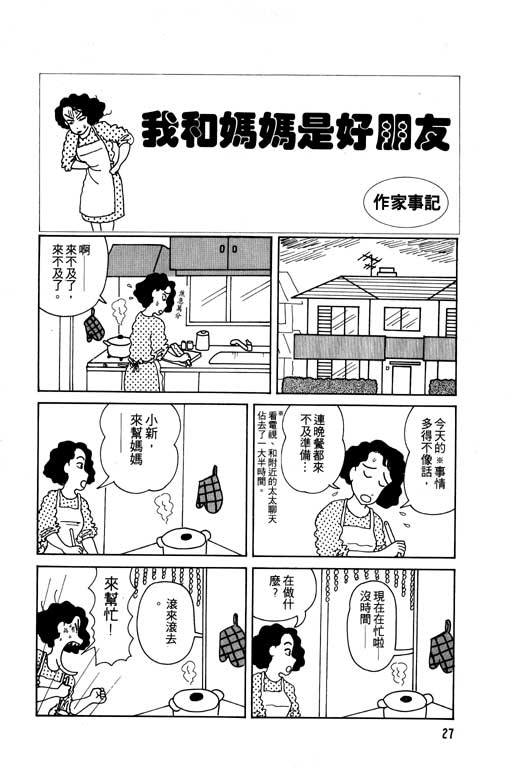 我和媽媽是好朋友
作家事記
啊——
來不及了，
來不及了。
今天的※事情
多得不像話，
連晚餐都來
不及準備…
※看電視、和附近的太太聊天
佔去了一大半時間。
小新，
——來幫媽媽
在做什
麼？
現在在忙啦——
沒時間——
來幫忙！
滾來滾去
。
27